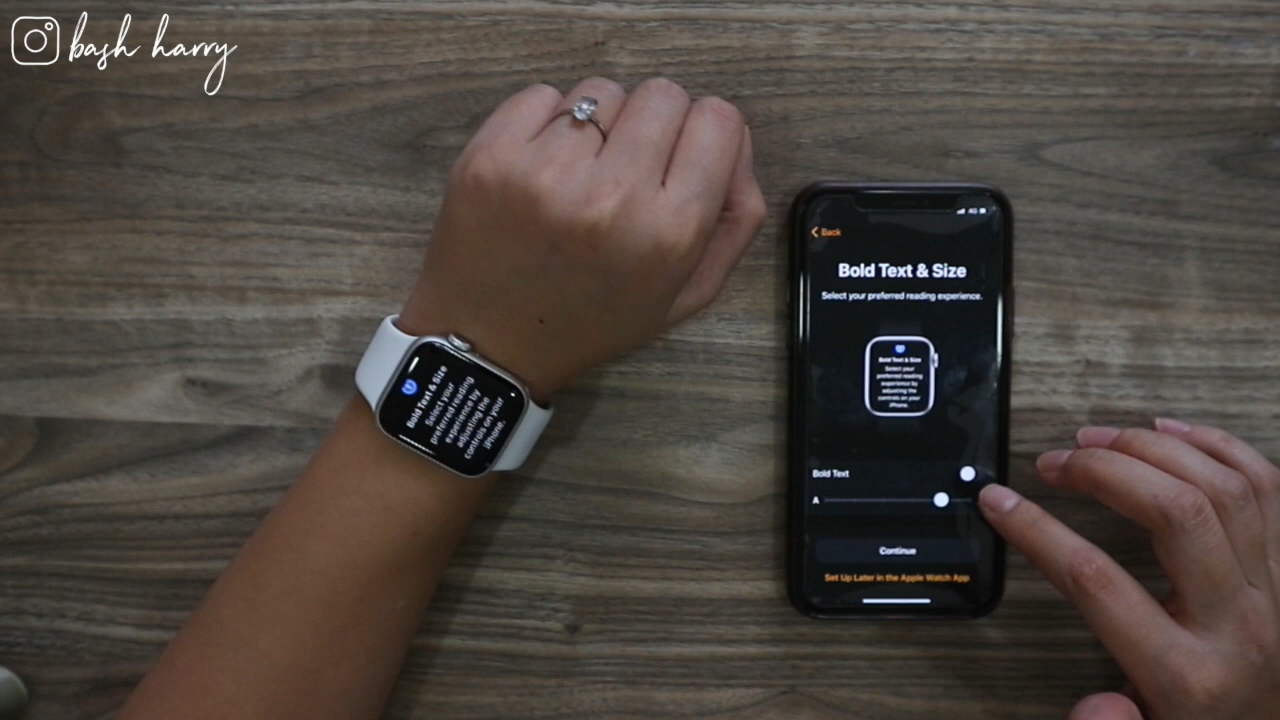 bash harry
Bold Text & Size
Select your
preferred reading
experience by
adjusting the
controls on your
iPhone.
4G
Back
Bold Text & Size
Select your preferred reading experience.
Bold Text & Size
Select your
preferred reading
experience by
adjusting the
controls on your
iPhone.
Bold Text
A
Continue
Set Up Later in the Apple Watch App